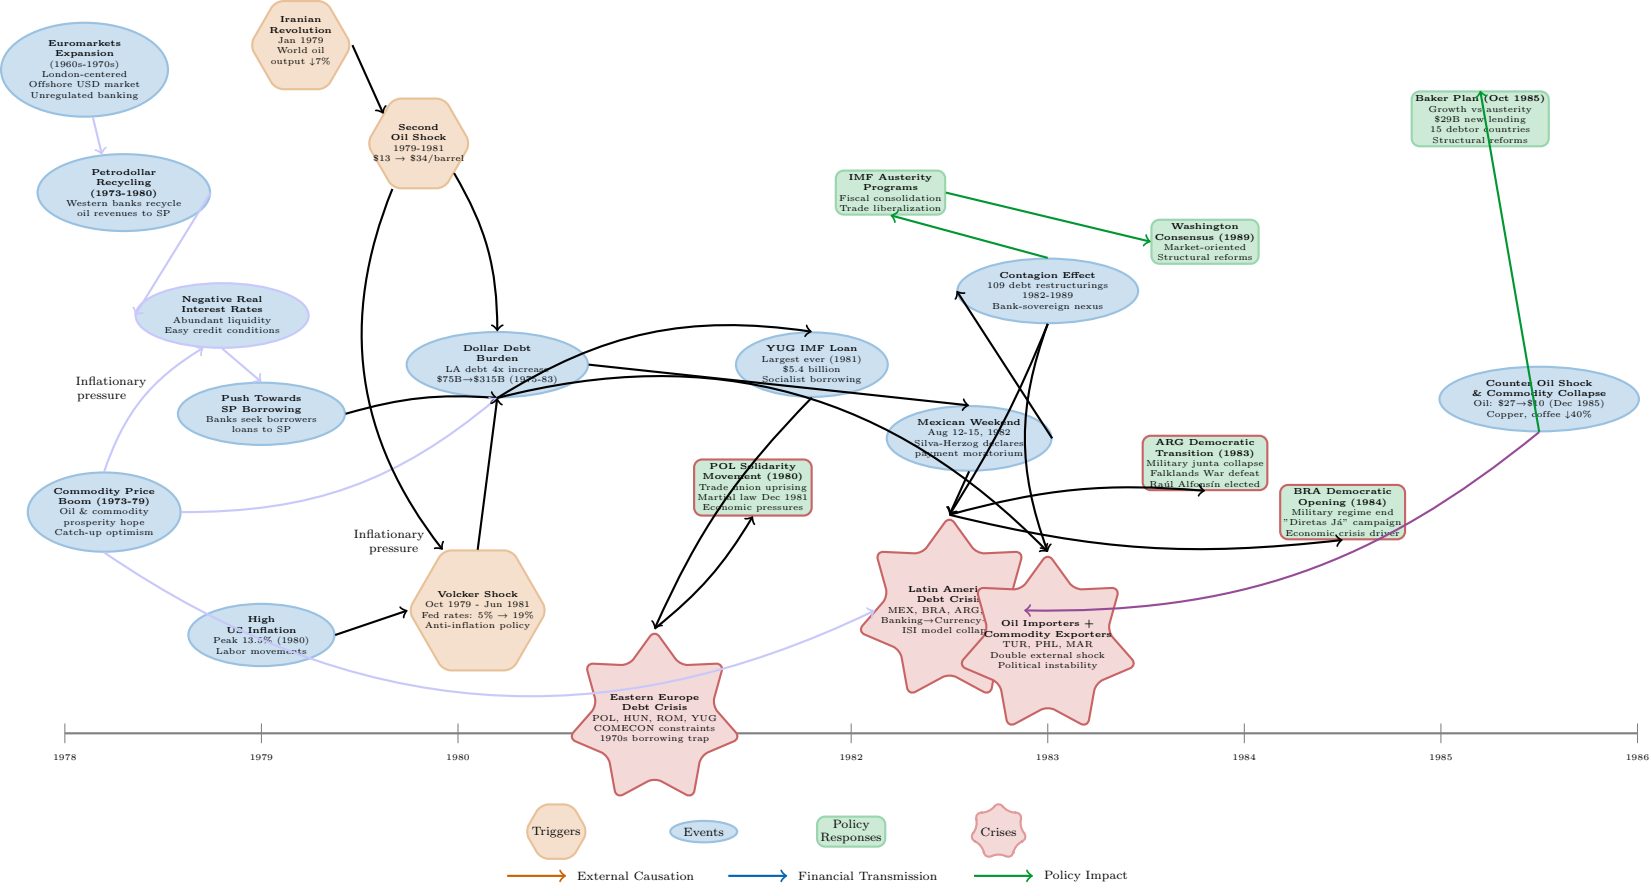 Euromarkets
Expansion
(1960s-1970s)
London-centered
Offshore USD market
Unregulated banking
Iranian
Revolution
Jan 1979
World oil
output ↓7%
Second
Oil Shock
1979-1981
$13 → $34/barrel
Petrodollar
Recycling
(1973-1980)
Western banks recycle
oil revenues to SP
Negative Real
Interest Rates
Abundant liquidity
Easy credit conditions
Inflationary
pressure
Push Towards
SP Borrowing
Banks seek borrowers
loans to SP
Commodity Price
Boom (1973-79)
Oil & commodity
prosperity hope
Catch-up optimism
High
US Inflation
Peak 13.5% (1980)
Labor movements
Inflationary
pressure
Volcker Shock
Oct 1979 - Jun 1981
Fed rates: 5% → 19%
Anti-inflation policy
Dollar Debt
Burden
LA debt 4x increase
$75B→$315B (1975-83)
YUG IMF Loan
Largest ever (1981)
$5.4 billion
Socialist borrowing
POL Solidarity
Movement (1980)
Trade union uprising
Martial law Dec 1981
Economic pressures
Eastern Europe
Debt Crisis
POL, HUN, ROM, YUG
COMECON constraints
1970s borrowing trap
IMF Austerity
Programs
Fiscal consolidation
Trade liberalization
Washington
Consensus (1989)
Market-oriented
Structural reforms
Contagion Effect
109 debt restructurings
1982-1989
Bank-sovereign nexus
Mexican Weekend
Aug 12-15, 1982
Silva-Herzog declares
payment moratorium
Latin Ameri
Debt Crisis
MEX, BRA, ARG,
Banking→Currency
ISI model collap
Oil Importers +
Commodity Exporters
TUR, PHL, MAR
Double external shock
Political instability
ARG Democratic
Transition (1983)
Military junta collapse
Falklands War defeat
Raúl Alfonsín elected
BRA Democratic
Opening (1984)
Military regime end
"Diretas Já" campaign
Economic crisis driver
Baker Plan (Oct 1985)
Growth vs austerity
$29B new lending
15 debtor countries
Structural reforms
Counter Oil Shock
& Commodity Collapse
Oil: $27→$10 (Dec 1985)
Copper, coffee ↓40%
1978
1979
1980
1982
1983
1984
1985
1986
Triggers
Events
Policy
Responses
Crises
External Causation
Financial Transmission
Policy Impact